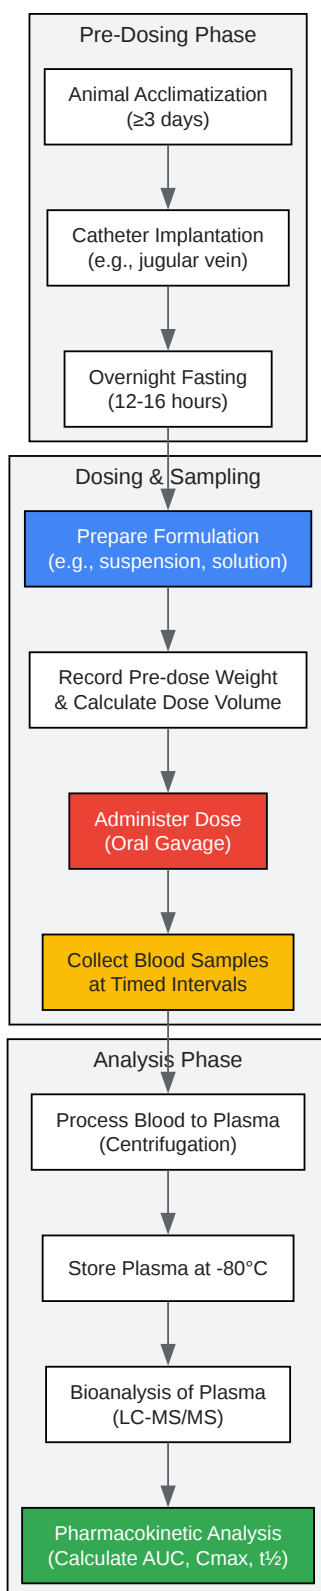 Pre-Dosing Phase
Animal Acclimatization
(≥3 days)
Catheter Implantation
(e.g., jugular vein)
Overnight Fasting
(12-16 hours)
Dosing & Sampling
Prepare Formulation
(e.g., suspension, solution)
Record Pre-dose Weight
& Calculate Dose Volume
Administer Dose
(Oral Gavage)
Collect Blood Samples
at Timed Intervals
Analysis Phase
Process Blood to Plasma
(Centrifugation)
Store Plasma at -80°C
Bioanalysis of Plasma
(LC-MS/MS)
Pharmacokinetic Analysis
(Calculate AUC, Cmax, t½)